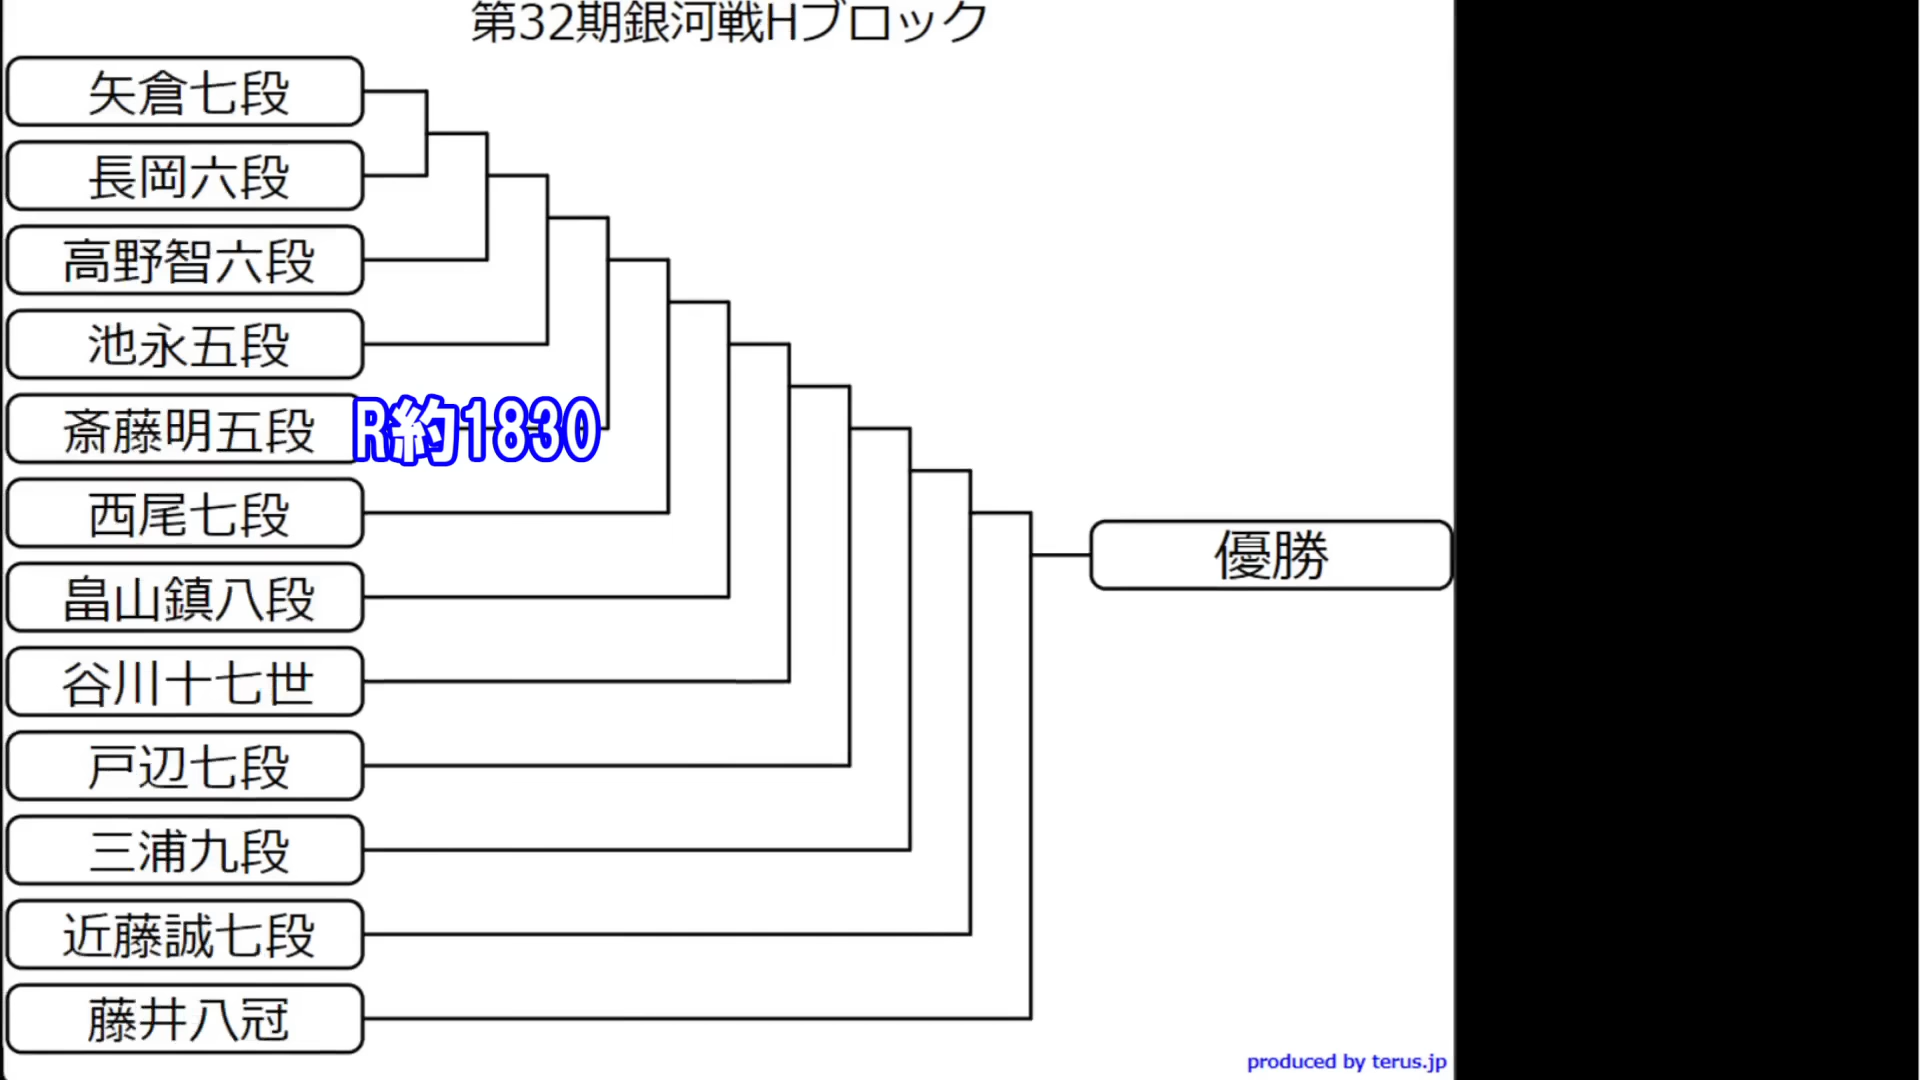 第32期銀河戦Hブロック
矢倉七段
長岡六段
高野智六段
池永五段
斎藤明五段
R約1830
西尾七段
畠山鎮八段
谷川十七世
戸辺七段
三浦九段
近藤誠七段
藤井八冠
優勝
produced by terus.jp